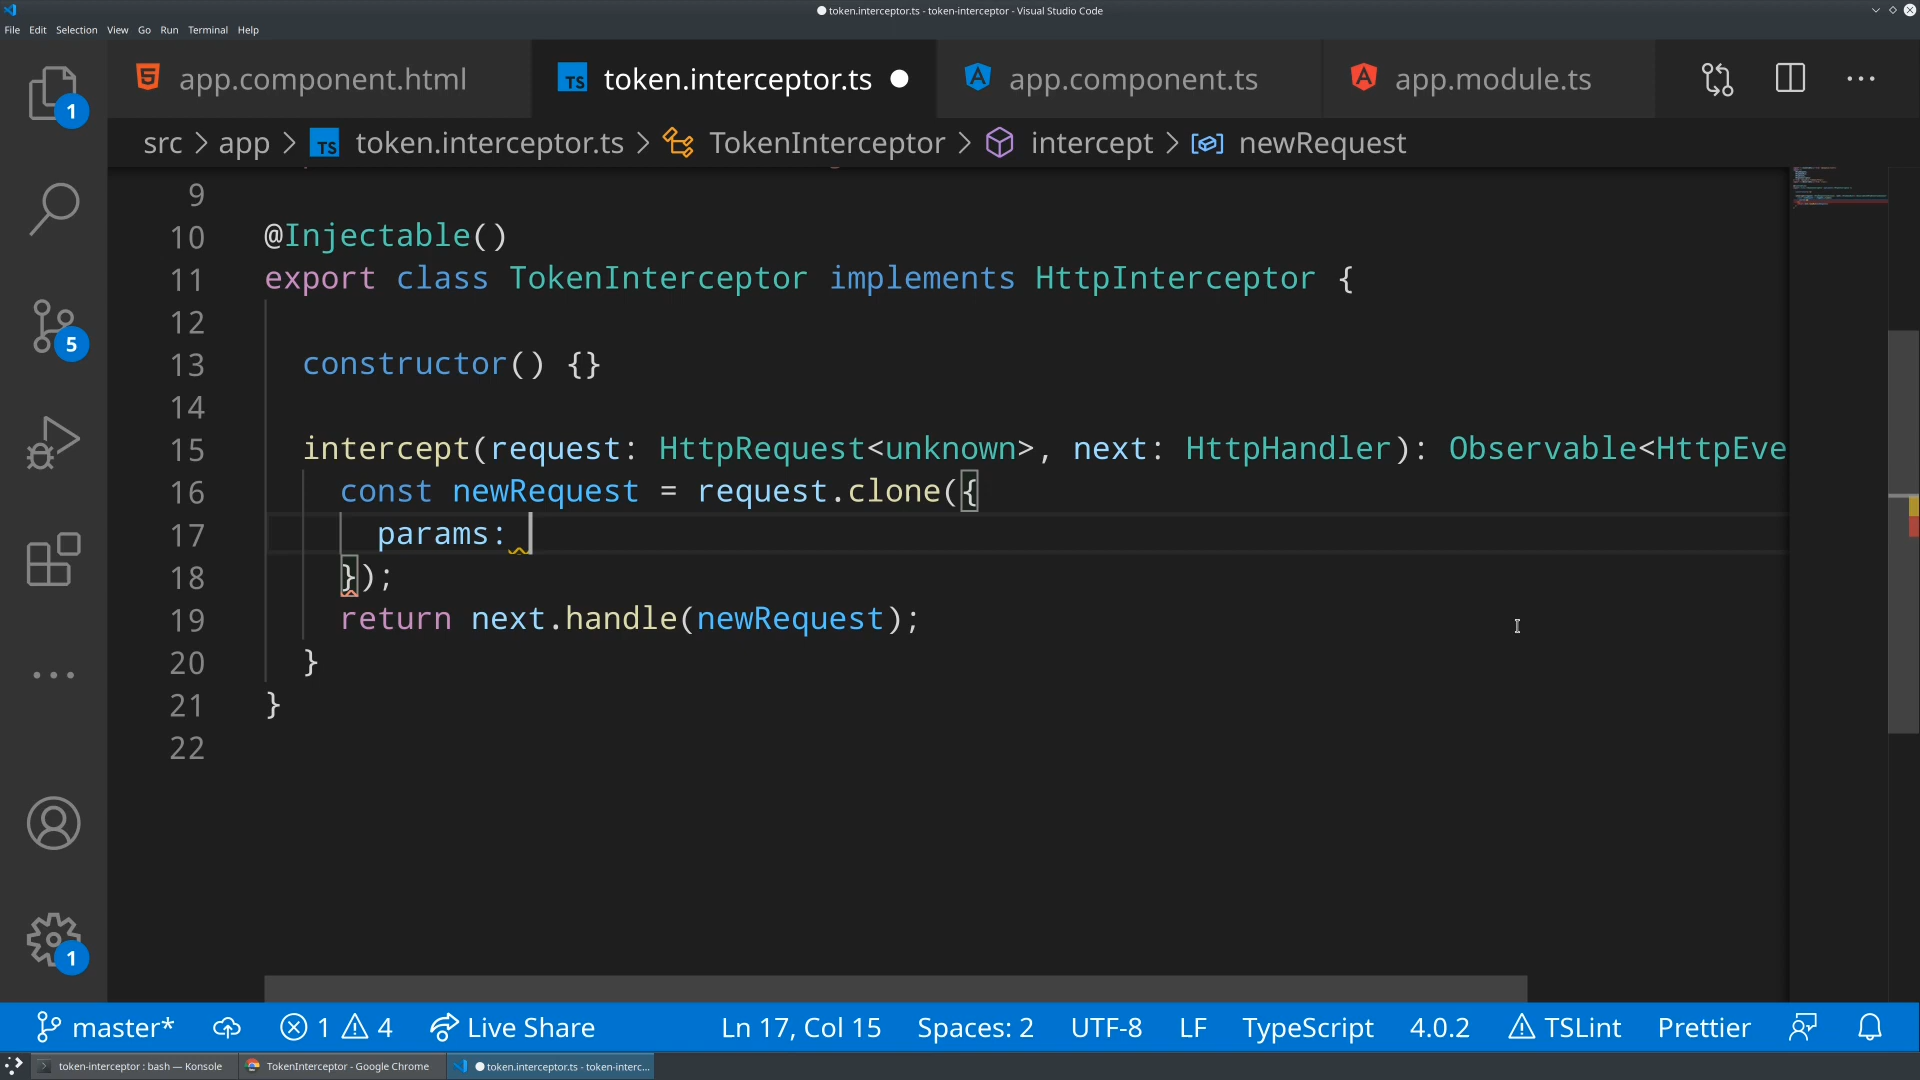 token.interceptor.ts - token-interceptor - Visual Studio Code
File Edit Selection View Go Run Terminal Help
app.component.html token.interceptor.ts app.component.ts app.module.ts
src > app > TS token.interceptor.ts > TokenInterceptor > intercept > newRequest
9
10 @Injectable()
11 export class TokenInterceptor implements HttpInterceptor {
12
13 constructor() {}
14
15 intercept(request: HttpRequest<unknown>, next: HttpHandler): Observable<HttpEve
16 const newRequest = request.clone({
17 params:
18 });
19 return next.handle(newRequest);
20 }
21 }
22
1
5
1
master* 1 4 Live Share Ln 17, Col 15 Spaces: 2 UTF-8 LF TypeScript 4.0.2 TSLint Prettier
token-interceptor : bash — Konsole TokenInterceptor - Google Chrome token.interceptor.ts - token-interc...